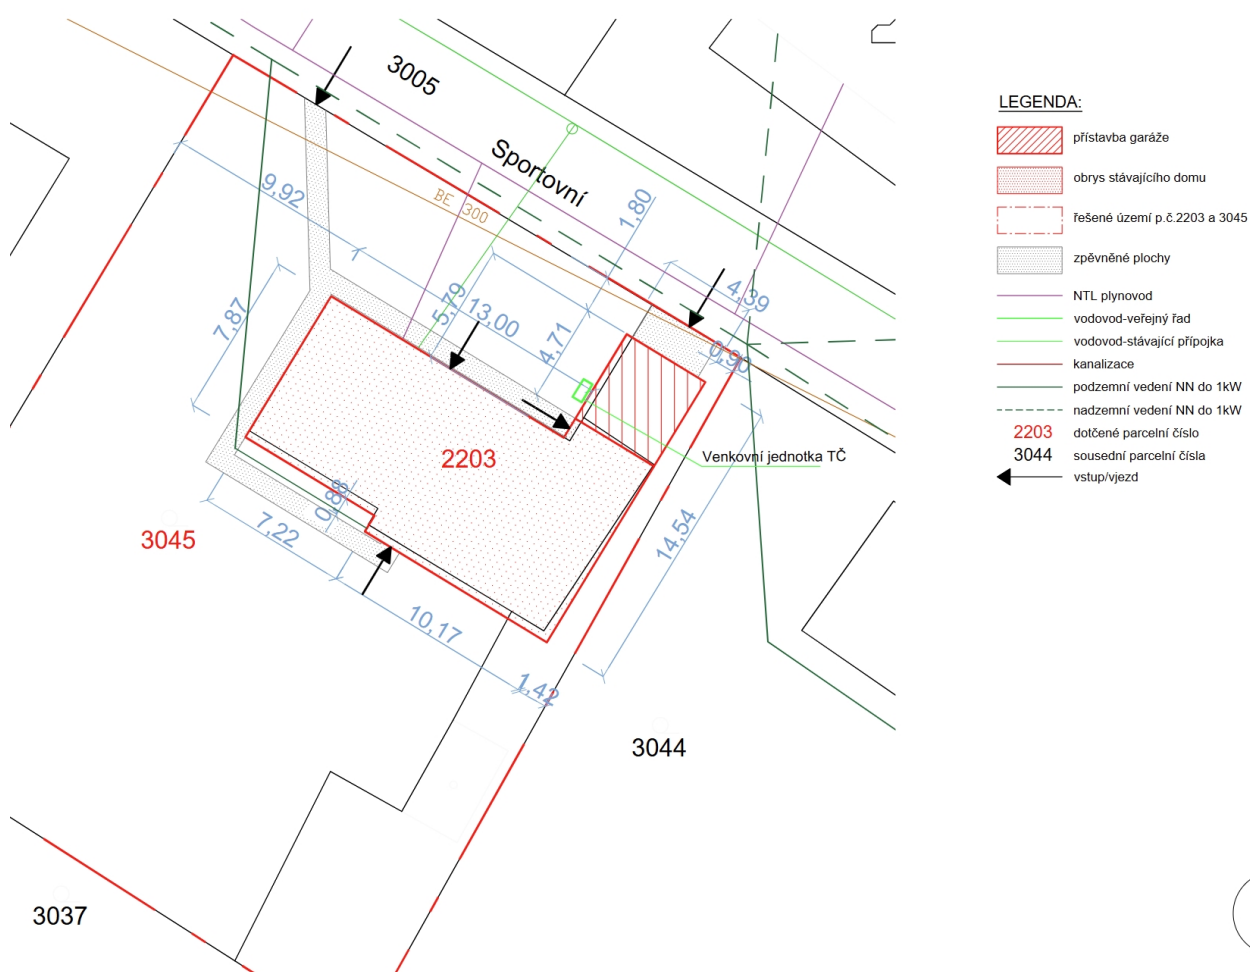 3005
Sportovní
BE 300
9,92
1,80
4,39
7,87
5,79
13,00
4,71
0,90
2203
Venkovní jednotka TČ
0,88
7,22
3045
14,54
10,17
1,42
3044
3037
LEGENDA:
přístavba garáže
obrys stávajícího domu
řešené území p.č.2203 a 3045
zpěvněné plochy
NTL plynovod
vodovod-veřejný řad
vodovod-stávající přípojka
kanalizace
podzemní vedení NN do 1kW
nadzemní vedení NN do 1kW
2203 dotčené parcelní číslo
3044 sousední parcelní čísla
vstup/vjezd